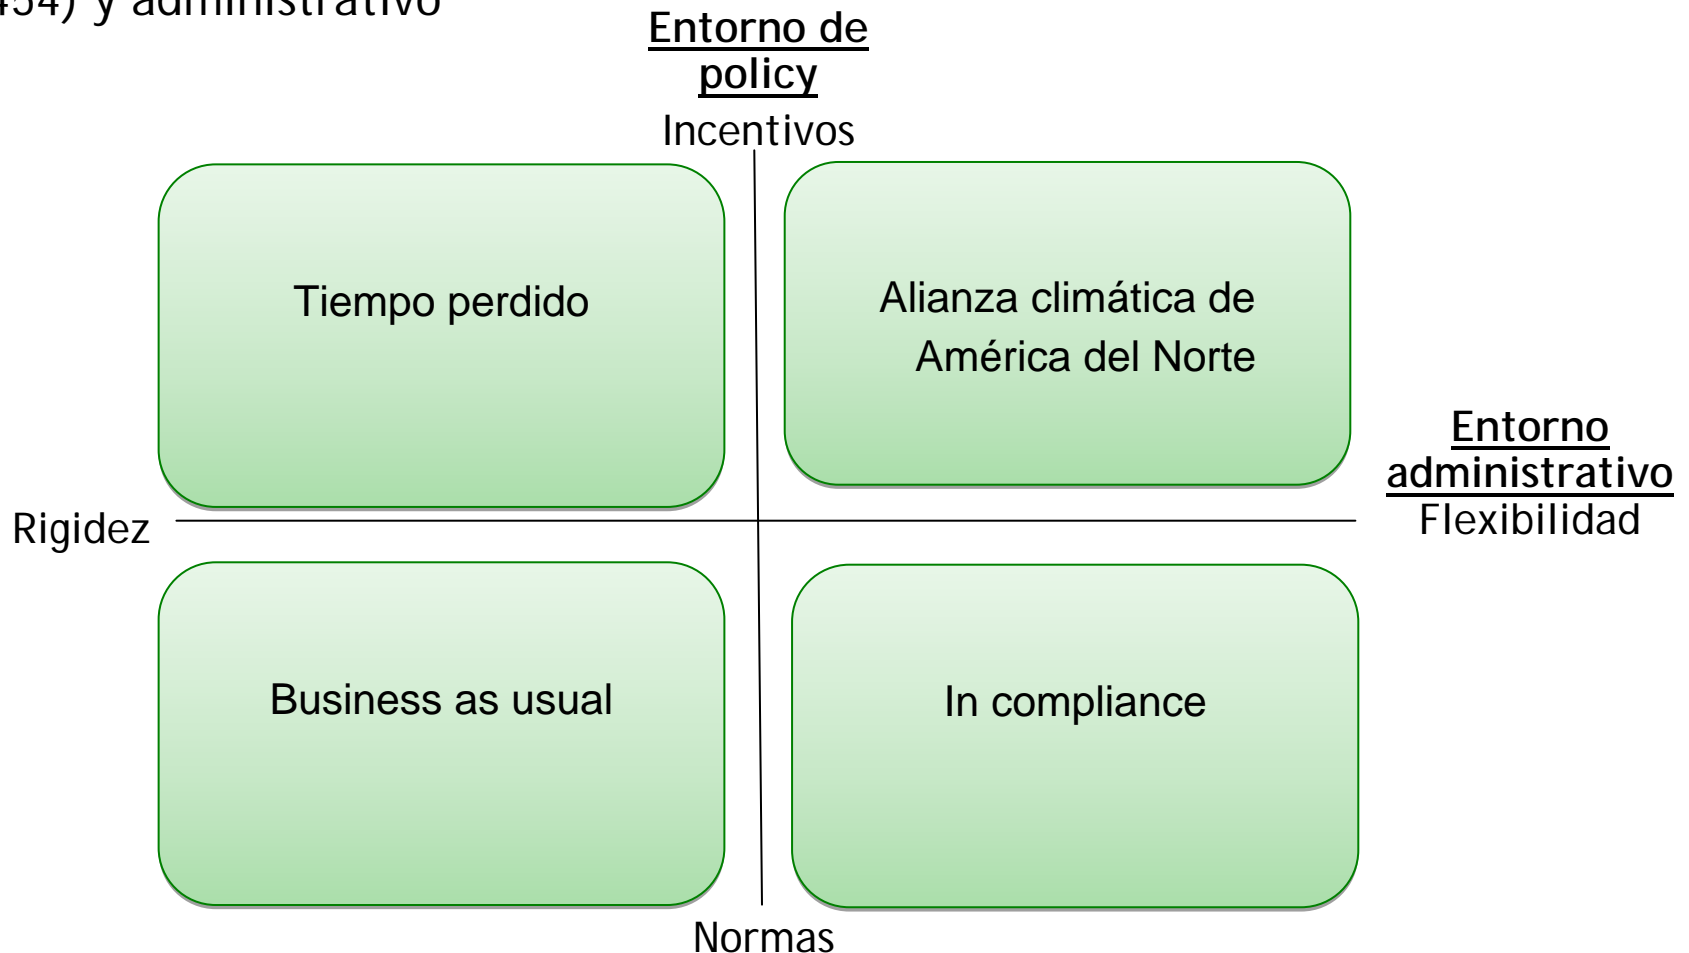 454) y administrativo
Entorno de
policy
Incentivos
Tiempo perdido
Alianza climática de
América del Norte
Entorno
administrativo
Flexibilidad
Rigidez
Business as usual
In compliance
Normas